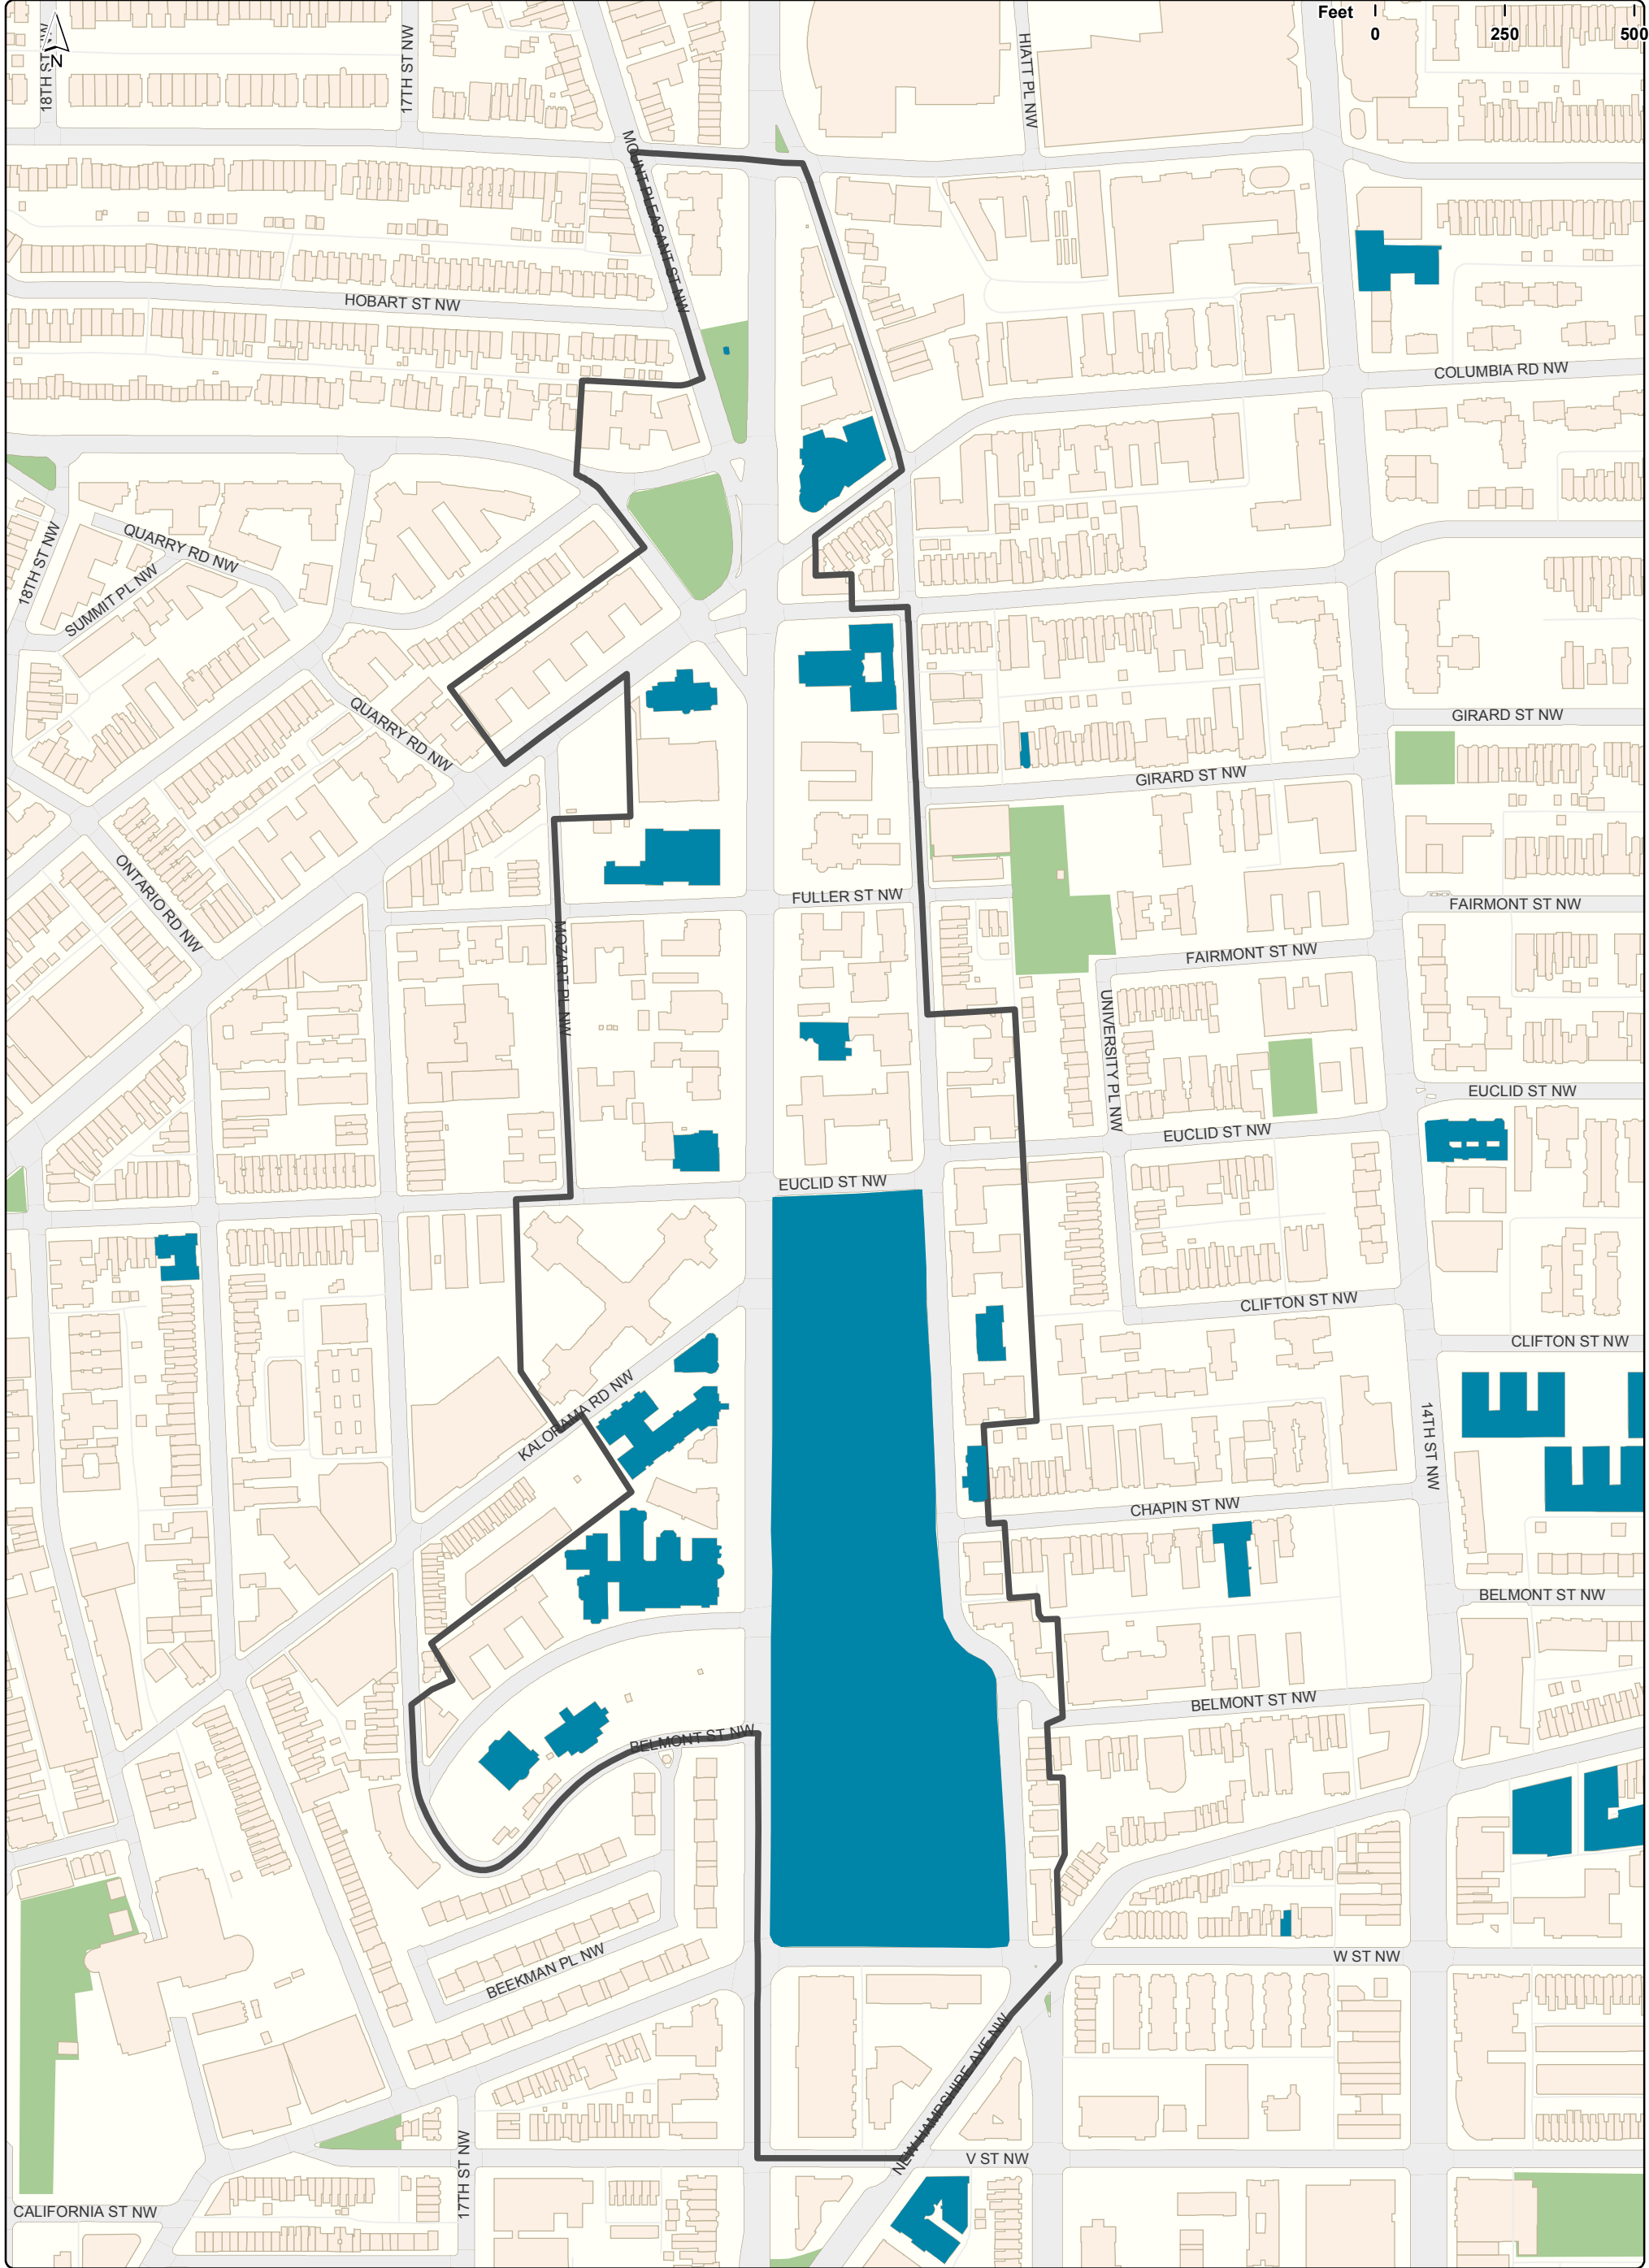 Feet
0 250 500
N
18TH ST NW
17TH ST NW
HIATT PL NW
MOUNT PLEASANT ST NW
HOBART ST NW
COLUMBIA RD NW
QUARRY RD NW
18TH ST NW
SUMMIT PL NW
QUARRY RD NW
GIRARD ST NW
GIRARD ST NW
ONTARIO RD NW
FULLER ST NW
FAIRMONT ST NW
MOZART PL NW
FAIRMONT ST NW
UNIVERSITY PL NW
EUCLID ST NW
EUCLID ST NW
EUCLID ST NW
CLIFTON ST NW
CLIFTON ST NW
KALORAMA RD NW
14TH ST NW
CHAPIN ST NW
BELMONT ST NW
BELMONT ST NW
BELMONT ST NW
BEEKMAN PL NW
W ST NW
NEW HAMPSHIRE AVE NW
V ST NW
17TH ST NW
CALIFORNIA ST NW